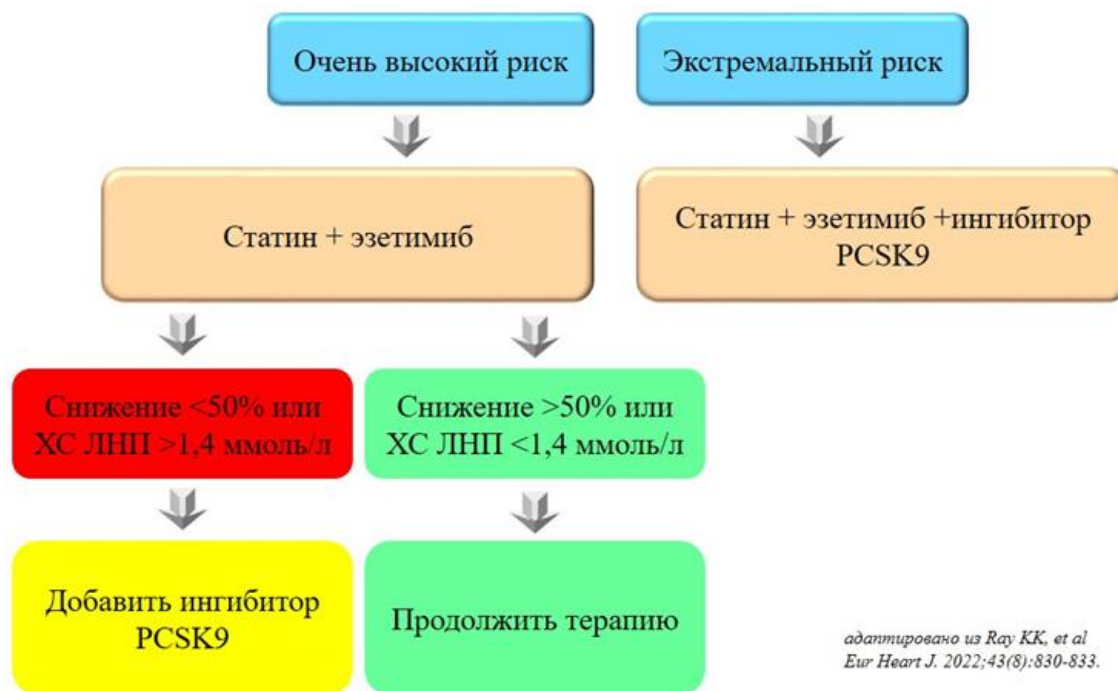 Очень высокий риск
Экстремальный риск
Статин + эзетимиб
Статин + эзетимиб +ингибитор
PCSK9
Снижение <50% или
ХС ЛНП >1,4 ммоль/л
Снижение >50% или
ХС ЛНП <1,4 ммоль/л
Добавить ингибитор
PCSK9
Продолжить терапию
адаптировано из Ray KK, et al
Eur Heart J. 2022;43(8):830-833.